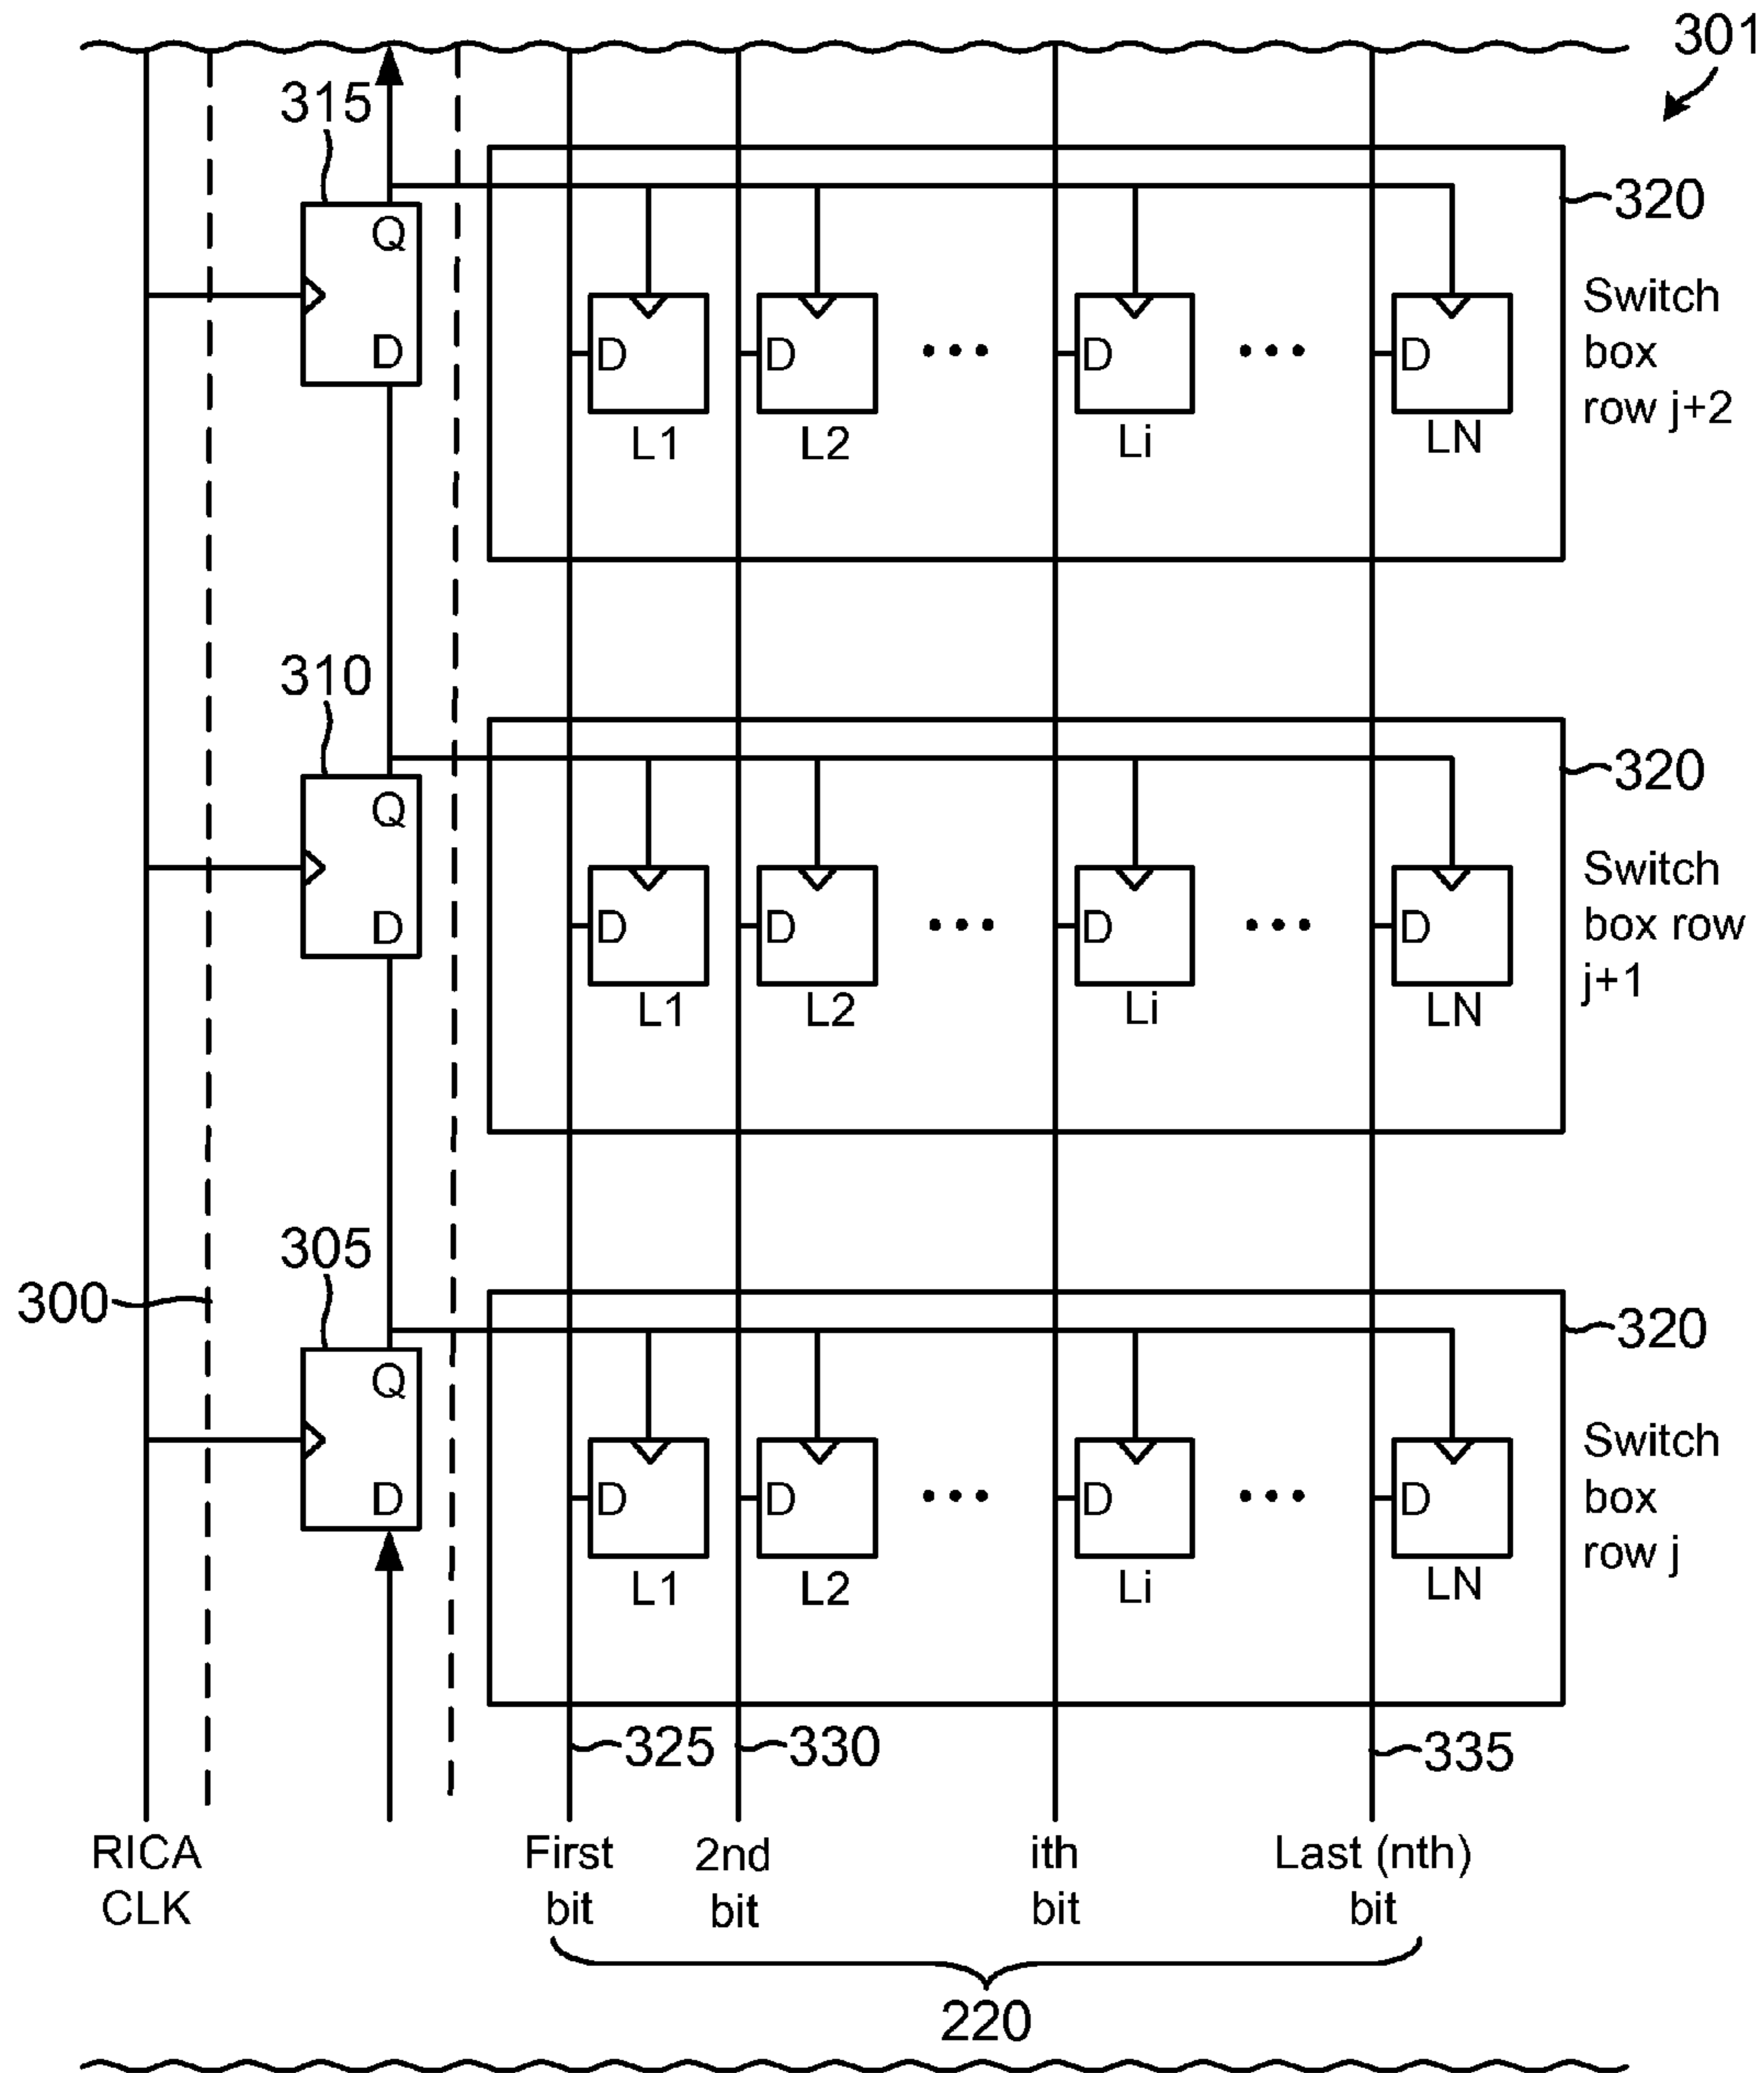 301
315
320
Q
D
D
D
D
D
L1
L2
Li
LN
Switch
box
row j+2
310
320
Q
D
D
D
D
D
L1
L2
Li
LN
Switch
box row
j+1
300
305
320
Q
D
D
D
D
D
L1
L2
Li
LN
Switch
box
row j
325
330
335
RICA
CLK
First
bit
2nd
bit
ith
bit
Last (nth)
bit
220